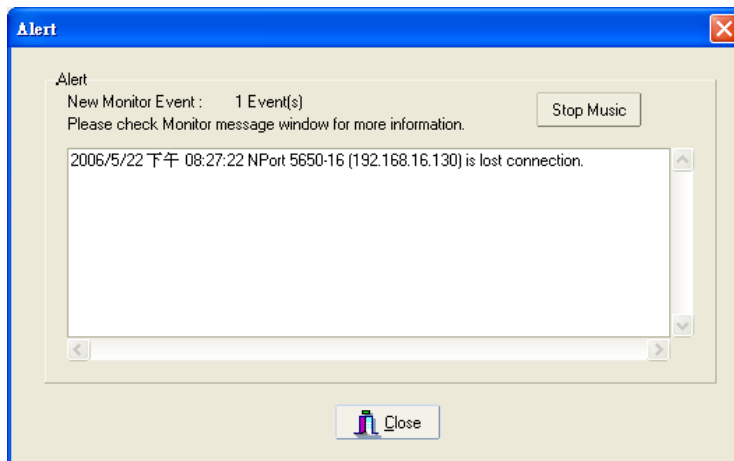 Alert
Alert
New Monitor Event : 1 Event(s)
Please check Monitor message window for more information.
Stop Music
2006/5/22 下午 08:27:22 NPort 5650-16 (192.168.16.130) is lost connection.
Close